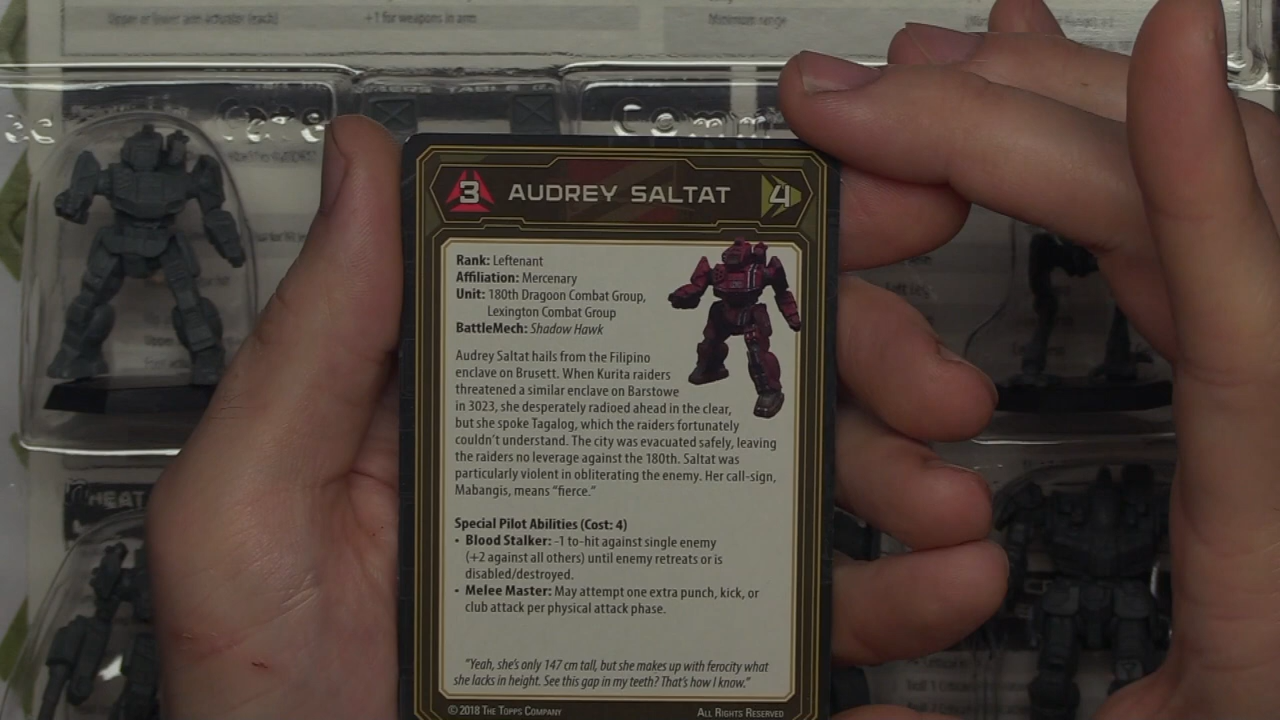 Upper or lower arm actuator (each) +1 for weapons in arm
Minimum range
3 AUDREY SALTAT 4
Rank: Leftenant
Affiliation: Mercenary
Unit: 180th Dragoon Combat Group,
Lexington Combat Group
BattleMech: Shadow Hawk
Audrey Saltat hails from the Filipino
enclave on Brusett. When Kurita raiders
threatened a similar enclave on Barstowe
in 3023, she desperately radioed ahead in the clear,
but she spoke Tagalog, which the raiders fortunately
couldn't understand. The city was evacuated safely, leaving
the raiders no leverage against the 180th. Saltat was
particularly violent in obliterating the enemy. Her call-sign,
Mabangis, means "fierce."
Special Pilot Abilities (Cost: 4)
• Blood Stalker: -1 to-hit against single enemy
(+2 against all others) until enemy retreats or is
disabled/destroyed.
• Melee Master: May attempt one extra punch, kick, or
club attack per physical attack phase.
"Yeah, she's only 147 cm tall, but she makes up with ferocity what
she lacks in height. See this gap in my teeth? That's how I know."
© 2018 The Topps Company All Rights Reserved
HEAT